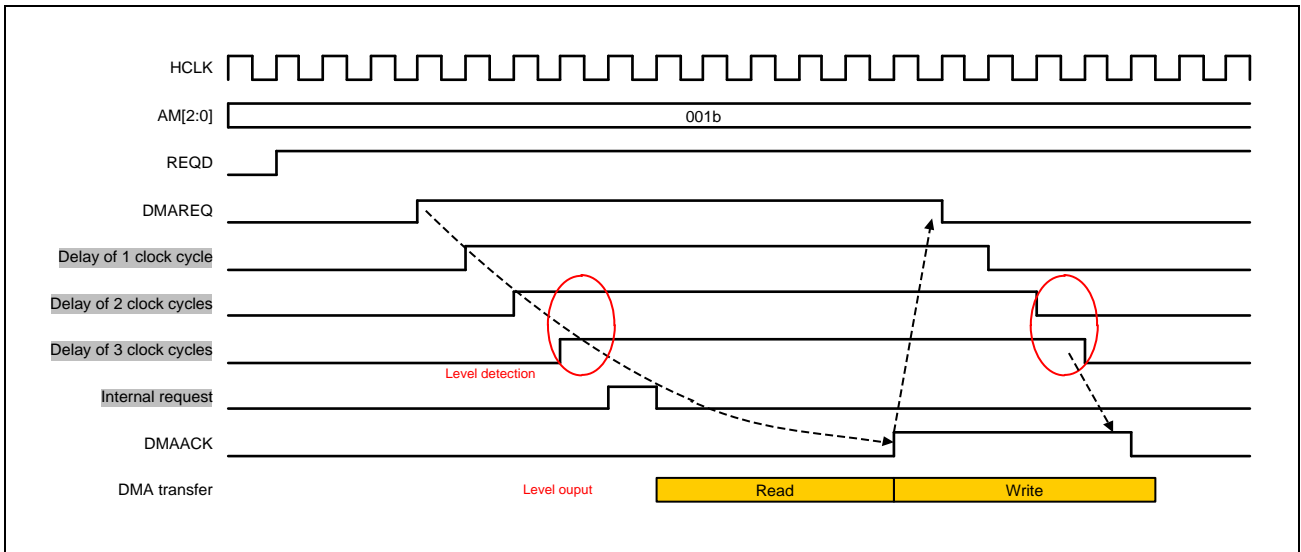 HCLK
AM[2:0]
001b
REQD
DMAREQ
Delay of 1 clock cycle
Delay of 2 clock cycles
Delay of 3 clock cycles
Level detection
Internal request
DMAACK
DMA transfer
Level ouput
Read
Write